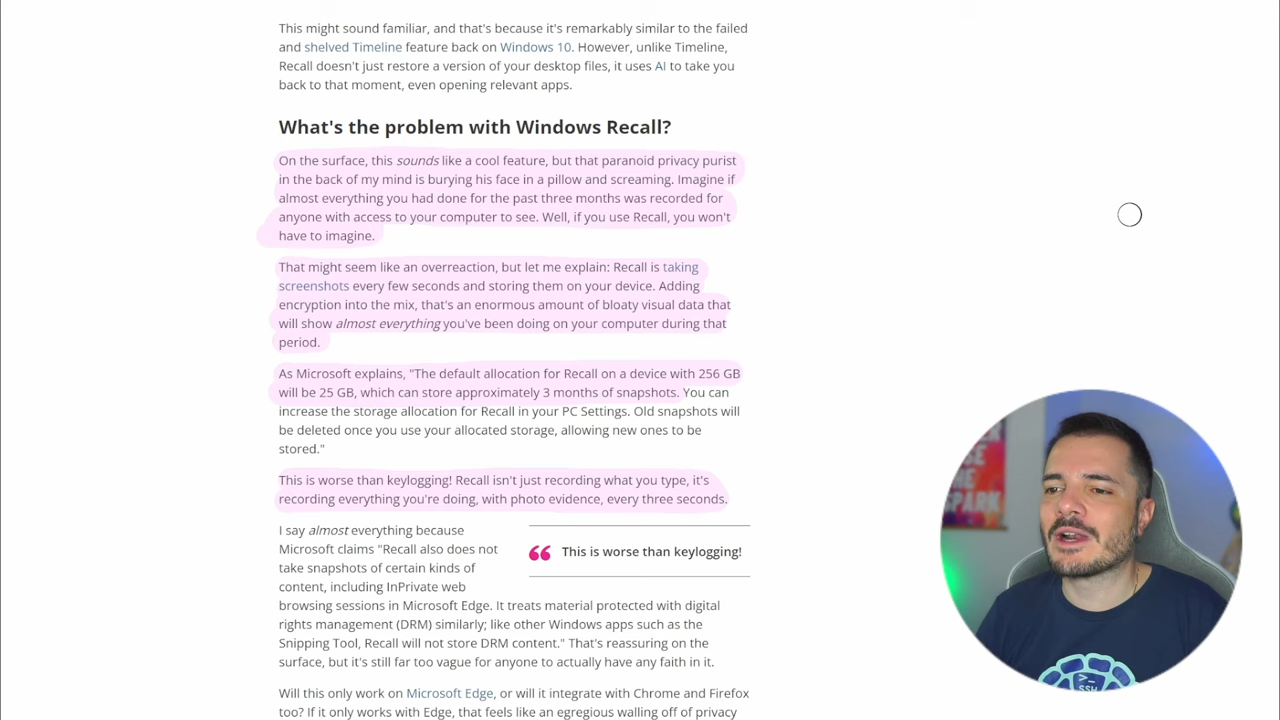 This might sound familiar, and that's because it's remarkably similar to the failed
and shelved Timeline feature back on Windows 10. However, unlike Timeline,
Recall doesn't just restore a version of your desktop files, it uses AI to take you
back to that moment, even opening relevant apps.
What's the problem with Windows Recall?
On the surface, this sounds like a cool feature, but that paranoid privacy purist
in the back of my mind is burying his face in a pillow and screaming. Imagine if
almost everything you had done for the past three months was recorded for
anyone with access to your computer to see. Well, if you use Recall, you won't
have to imagine.
That might seem like an overreaction, but let me explain: Recall is taking
screenshots every few seconds and storing them on your device. Adding
encryption into the mix, that's an enormous amount of bloaty visual data that
will show almost everything you've been doing on your computer during that
period.
As Microsoft explains, "The default allocation for Recall on a device with 256 GB
will be 25 GB, which can store approximately 3 months of snapshots. You can
increase the storage allocation for Recall in your PC Settings. Old snapshots will
be deleted once you use your allocated storage, allowing new ones to be
stored."
This is worse than keylogging! Recall isn't just recording what you type, it's
recording everything you're doing, with photo evidence, every three seconds.
I say almost everything because
Microsoft claims "Recall also does not
take snapshots of certain kinds of
content, including InPrivate web
browsing sessions in Microsoft Edge. It treats material protected with digital
rights management (DRM) similarly; like other Windows apps such as the
Snipping Tool, Recall will not store DRM content." That's reassuring on the
surface, but it's still far too vague for anyone to actually have any faith in it.
Will this only work on Microsoft Edge, or will it integrate with Chrome and Firefox
too? If it only works with Edge, that feels like an egregious walling off of privacy
“ This is worse than keylogging!
THE
SPARK
>_
SSH